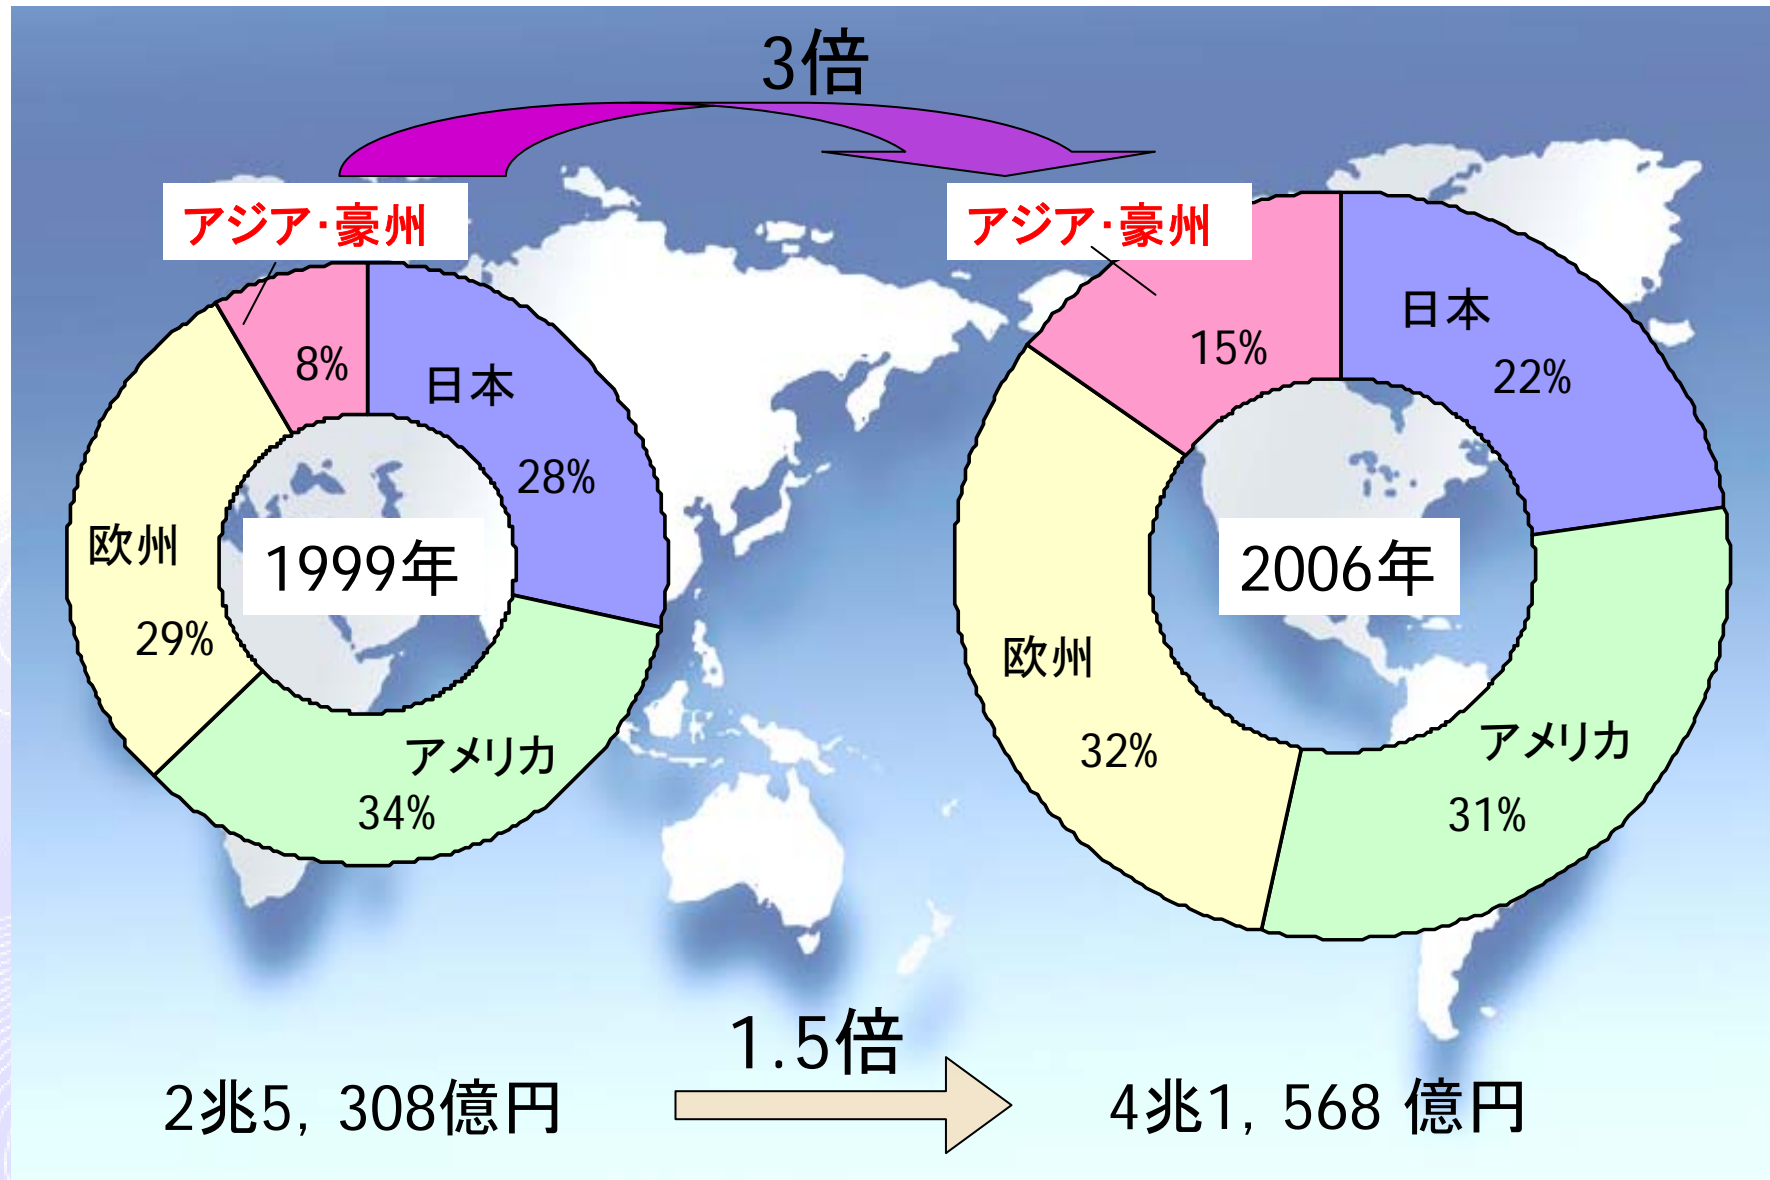 3倍
アジア・豪州
8%
日本
28%
欧州
29%
1999年
アメリカ
34%
アジア・豪州
15%
日本
22%
欧州
32%
2006年
アメリカ
31%
1.5倍
2兆5, 308億円
4兆1, 568 億円